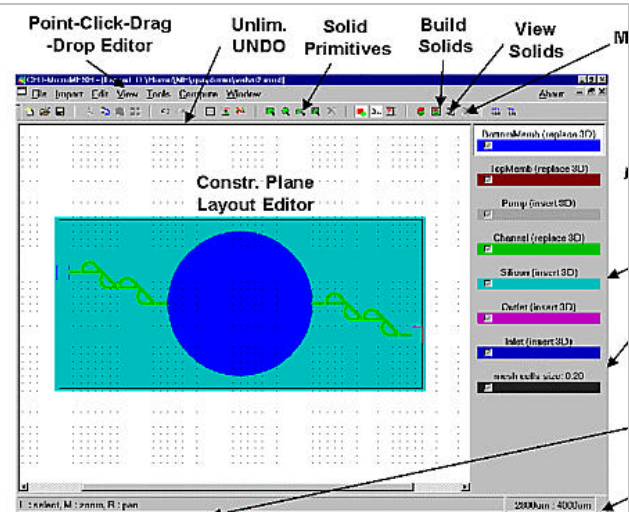 Point-Click-Drag
-Drop Editor
Unlim.
UNDO
Solid
Primitives
Build
Solids
View
Solids
M
File Import Edit View Tools Compute Window
About
Constr. Plane
Layout Editor
BottomMemb (replace 3D)
TopMemb (replace 3D)
Pump (insert 3D)
Channel (replace 3D)
Silicon (insert 3D)
Outlet (insert 3D)
Inlet (insert 3D)
mesh cells size: 0.20
L : select, M : zoom, R : pan
2800um : 4000um